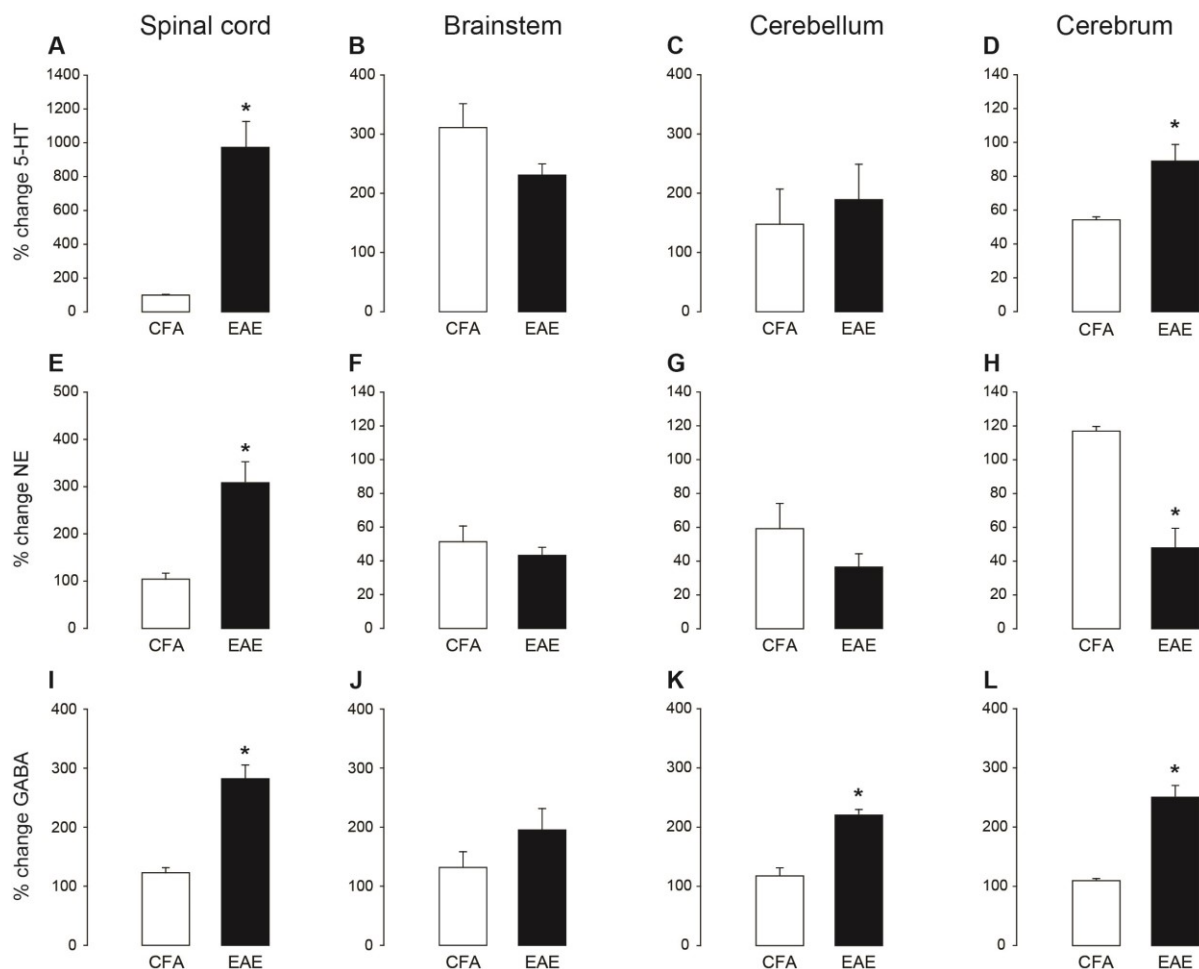 Spinal cord
Brainstem
Cerebellum
Cerebrum
A
B
C
D
% change 5-HT
1400
1200
1000
800
600
400
200
0
*
CFA
EAE
400
300
200
100
0
CFA
EAE
400
300
200
100
0
CFA
EAE
140
120
100
80
60
40
20
0
*
CFA
EAE
E
F
G
H
% change NE
500
400
300
200
100
0
*
CFA
EAE
140
120
100
80
60
40
20
0
CFA
EAE
140
120
100
80
60
40
20
0
CFA
EAE
140
120
100
80
60
40
20
0
*
CFA
EAE
I
J
K
L
% change GABA
400
300
200
100
0
*
CFA
EAE
400
300
200
100
0
CFA
EAE
400
300
200
100
0
*
CFA
EAE
400
300
200
100
0
*
CFA
EAE